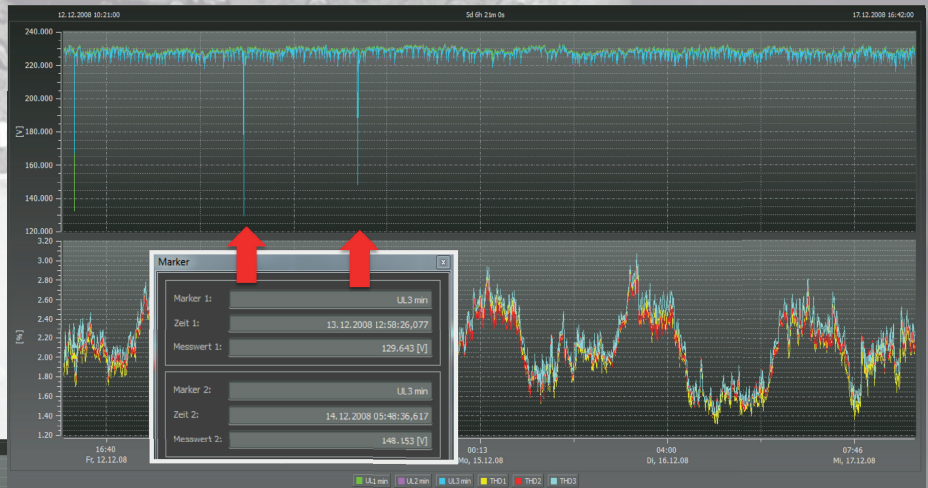 12.12.2008 10:21:00 5d 6h 21m 0s 17.12.2008 16:42:00
240.000
220.000
200.000
[V]
180.000
160.000
140.000
120.000
3.20
3.00
2.80
2.60
2.40
[%]
2.20
2.00
1.80
1.60
1.40
1.20
Marker x
Marker 1: UL3 min
Zeit 1: 13.12.2008 12:58:26,077
Messwert 1: 129.643 [V]
Marker 2: UL3 min
Zeit 2: 14.12.2008 05:48:36,617
Messwert 2: 148.153 [V]
16:40 00:13 04:00 07:46
Fr, 12.12.08 Mo, 15.12.08 Di, 16.12.08 Mi, 17.12.08
UL1 min UL2 min UL3 min THD1 THD2 THD3